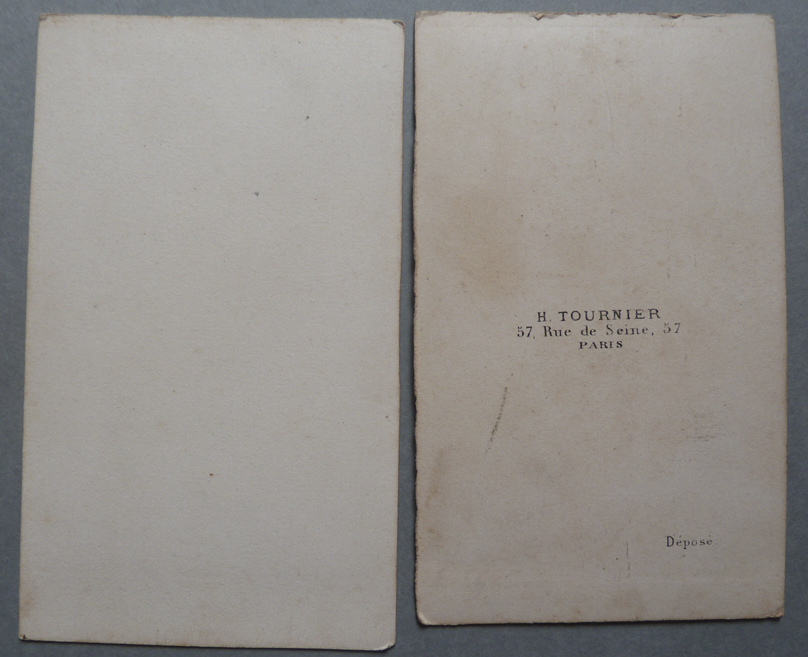 H. TOURNIER
57, Rue de Seine, 57
PARIS
Déposé